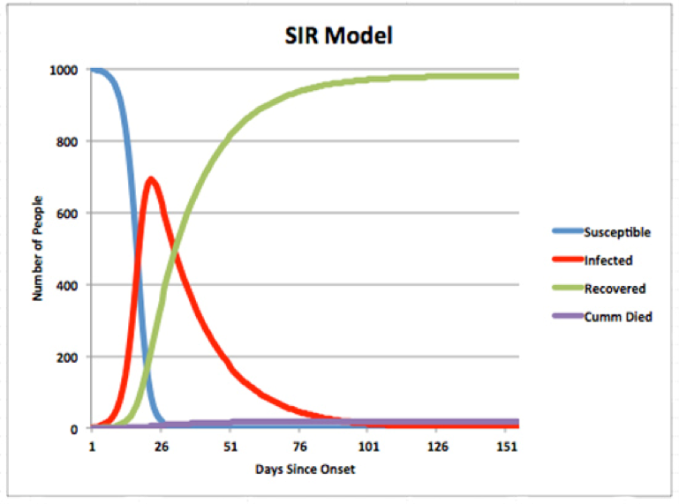 SIR Model
1000
800
600
400
200
0
Number of People
1 26 51 76 101 126 151
Days Since Onset
Susceptible
Infected
Recovered
Cumm Died